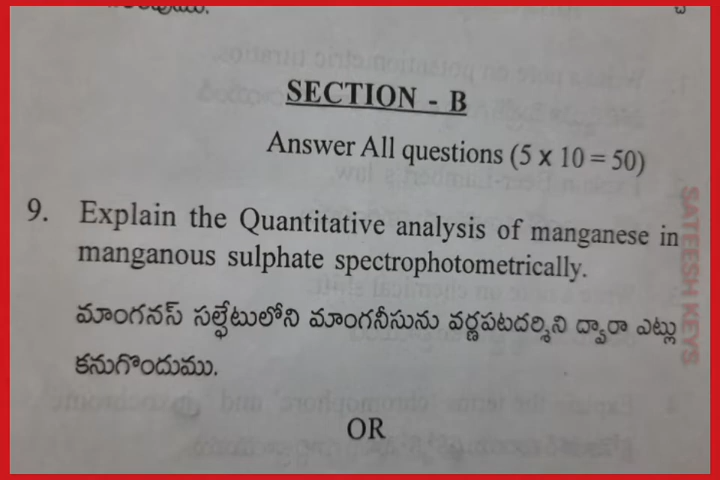 SECTION - B
Answer All questions (5 x 10 = 50)
9. Explain the Quantitative analysis of manganese in
manganous sulphate spectrophotometrically.
మాంగనస్ సల్ఫేటులోని మాంగనీసును వర్ణపటదర్శిని ద్వారా ఎట్లు
కనుగొందుము.
OR
SATEESH KEYS